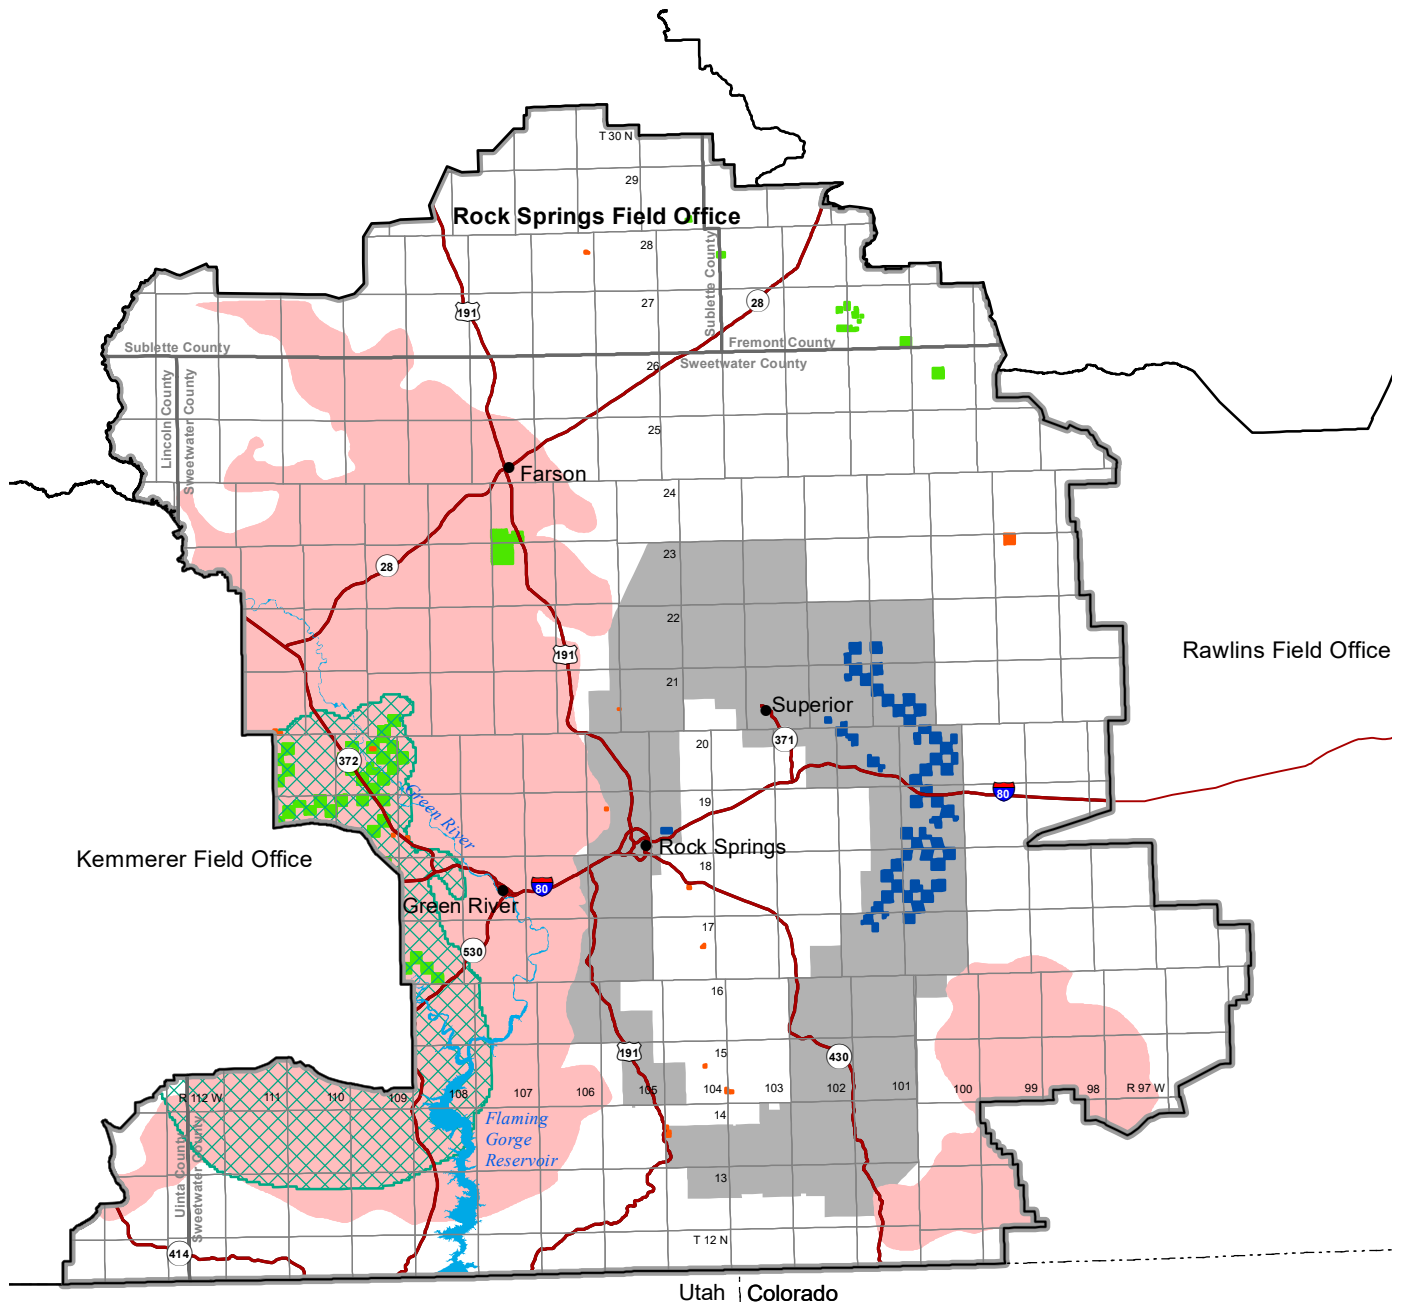 T 30 N
29
Rock Springs Field Office
28
Sublette County
27
28
191
Sublette County
Fremont County
26
Sweetwater County
Lincoln County
Sweetwater County
25
Farson
24
23
28
22
191
Rawlins Field Office
21
Superior
371
20
372
80
Green River
19
Rock Springs
Kemmerer Field Office
18
80
Green River
17
530
16
191
15
430
R 112 W
111
110
109
108
107
106
105
104
103
102
101
100
99
98
R 97 W
14
Flaming
Gorge
Reservoir
Uinta County
Sweetwater County
13
T 12 N
414
Utah
Colorado